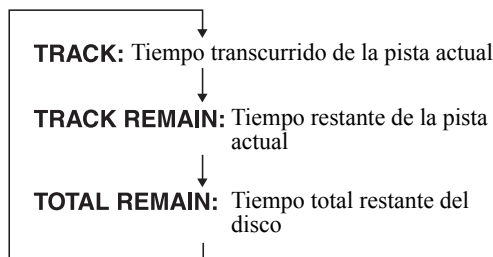 TRACK: Tiempo transcurrido de la pista actual
TRACK REMAIN: Tiempo restante de la pista
actual
TOTAL REMAIN: Tiempo total restante del
disco